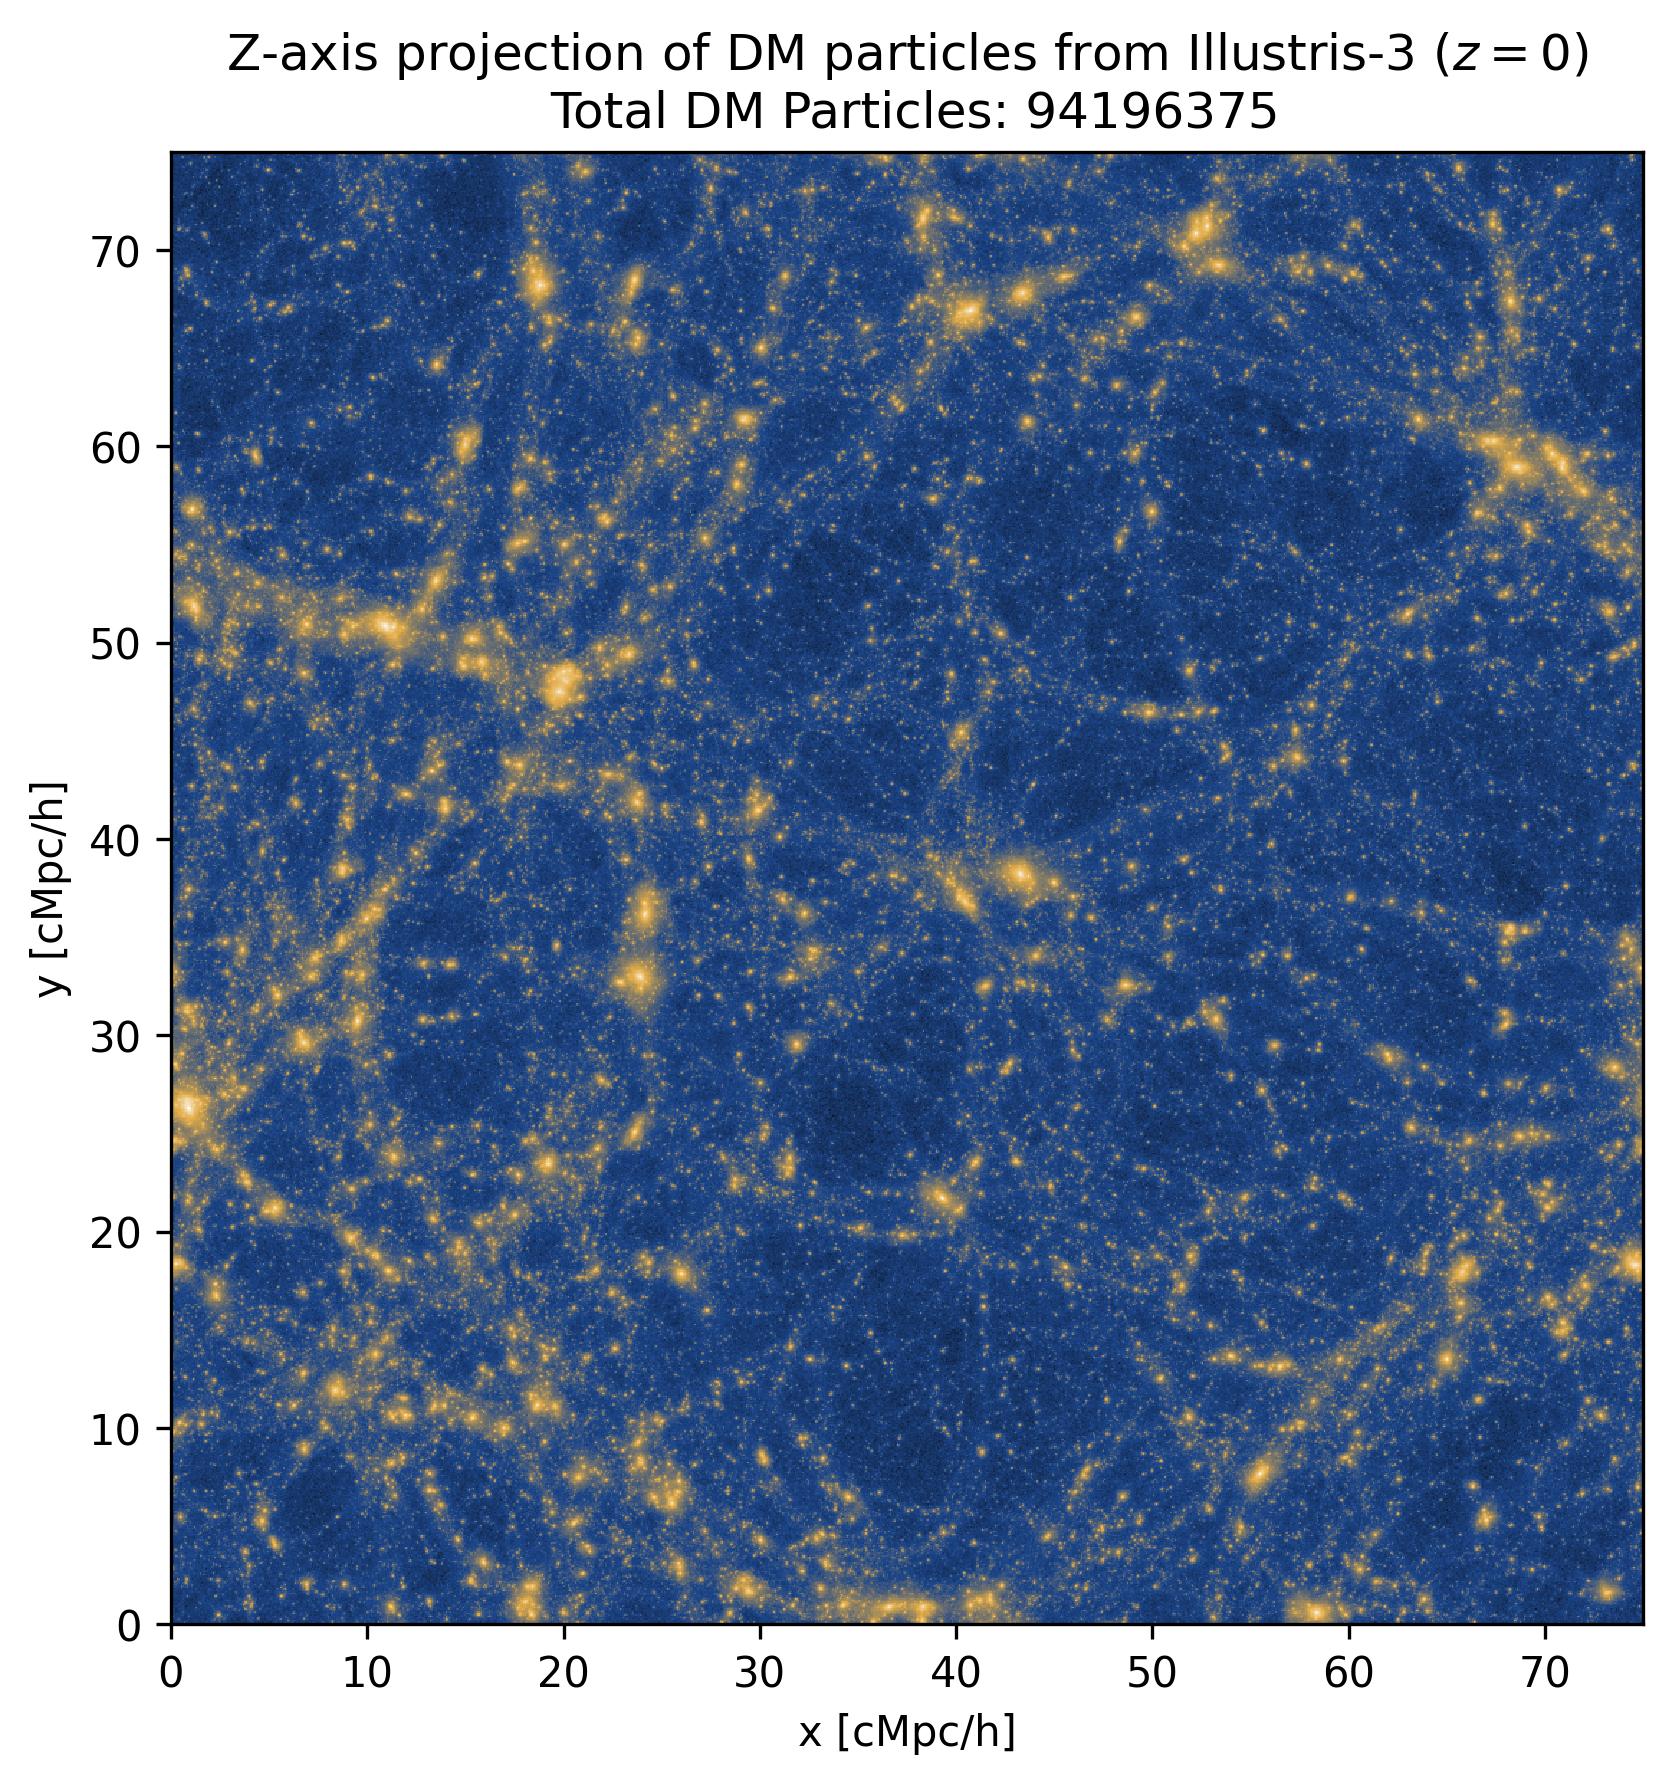 Z-axis projection of DM particles from Illustris-3 (z = 0)
Total DM Particles: 94196375
70
60
50
40
30
20
10
0
y [cMpc/h]
0 10 20 30 40 50 60 70
x [cMpc/h]